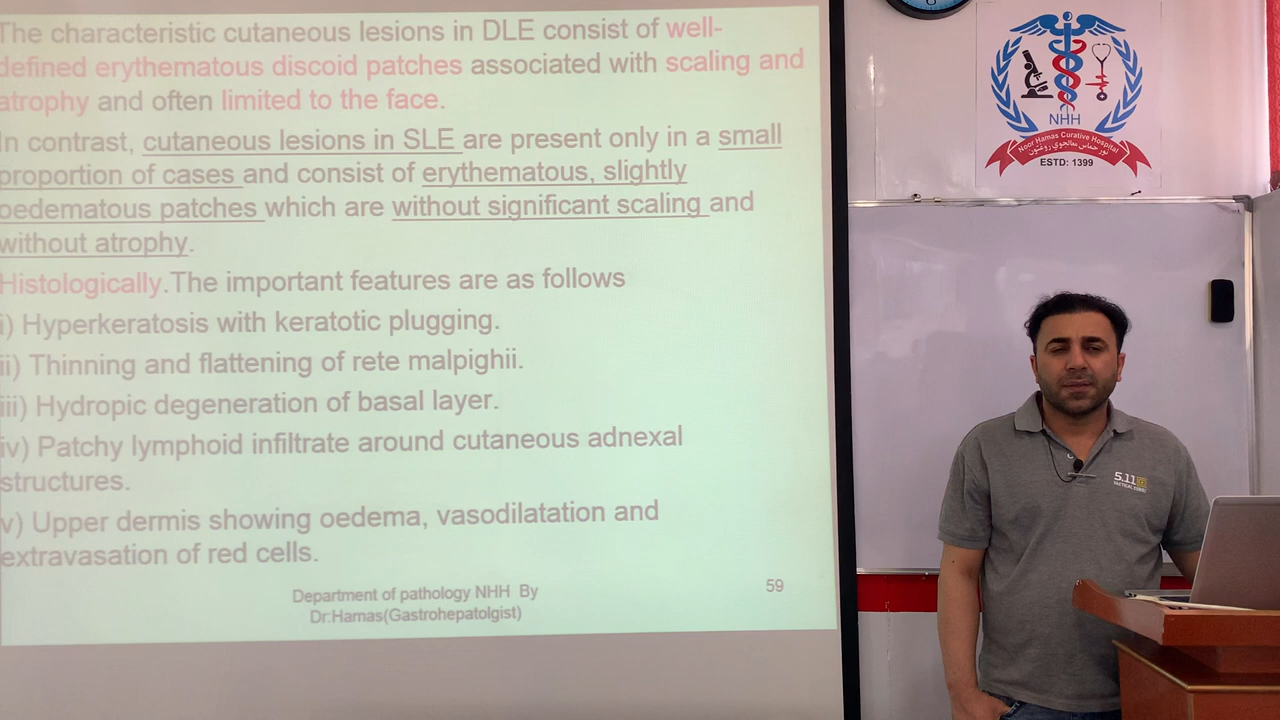 The characteristic cutaneous lesions in DLE consist of well-
defined erythematous discoid patches associated with scaling and
atrophy and often limited to the face.
In contrast, cutaneous lesions in SLE are present only in a small
proportion of cases and consist of erythematous, slightly
oedematous patches which are without significant scaling and
without atrophy.
Histologically.The important features are as follows
i) Hyperkeratosis with keratotic plugging.
ii) Thinning and flattening of rete malpighii.
iii) Hydropic degeneration of basal layer.
iv) Patchy lymphoid infiltrate around cutaneous adnexal
structures.
v) Upper dermis showing oedema, vasodilatation and
extravasation of red cells.
Department of pathology NHH By
Dr:Hamas(Gastrohepatolgist)
59
NHH
Noor Hamas Curative Hospital
نور حماس معالجوي روغتون
ESTD: 1399
5.11